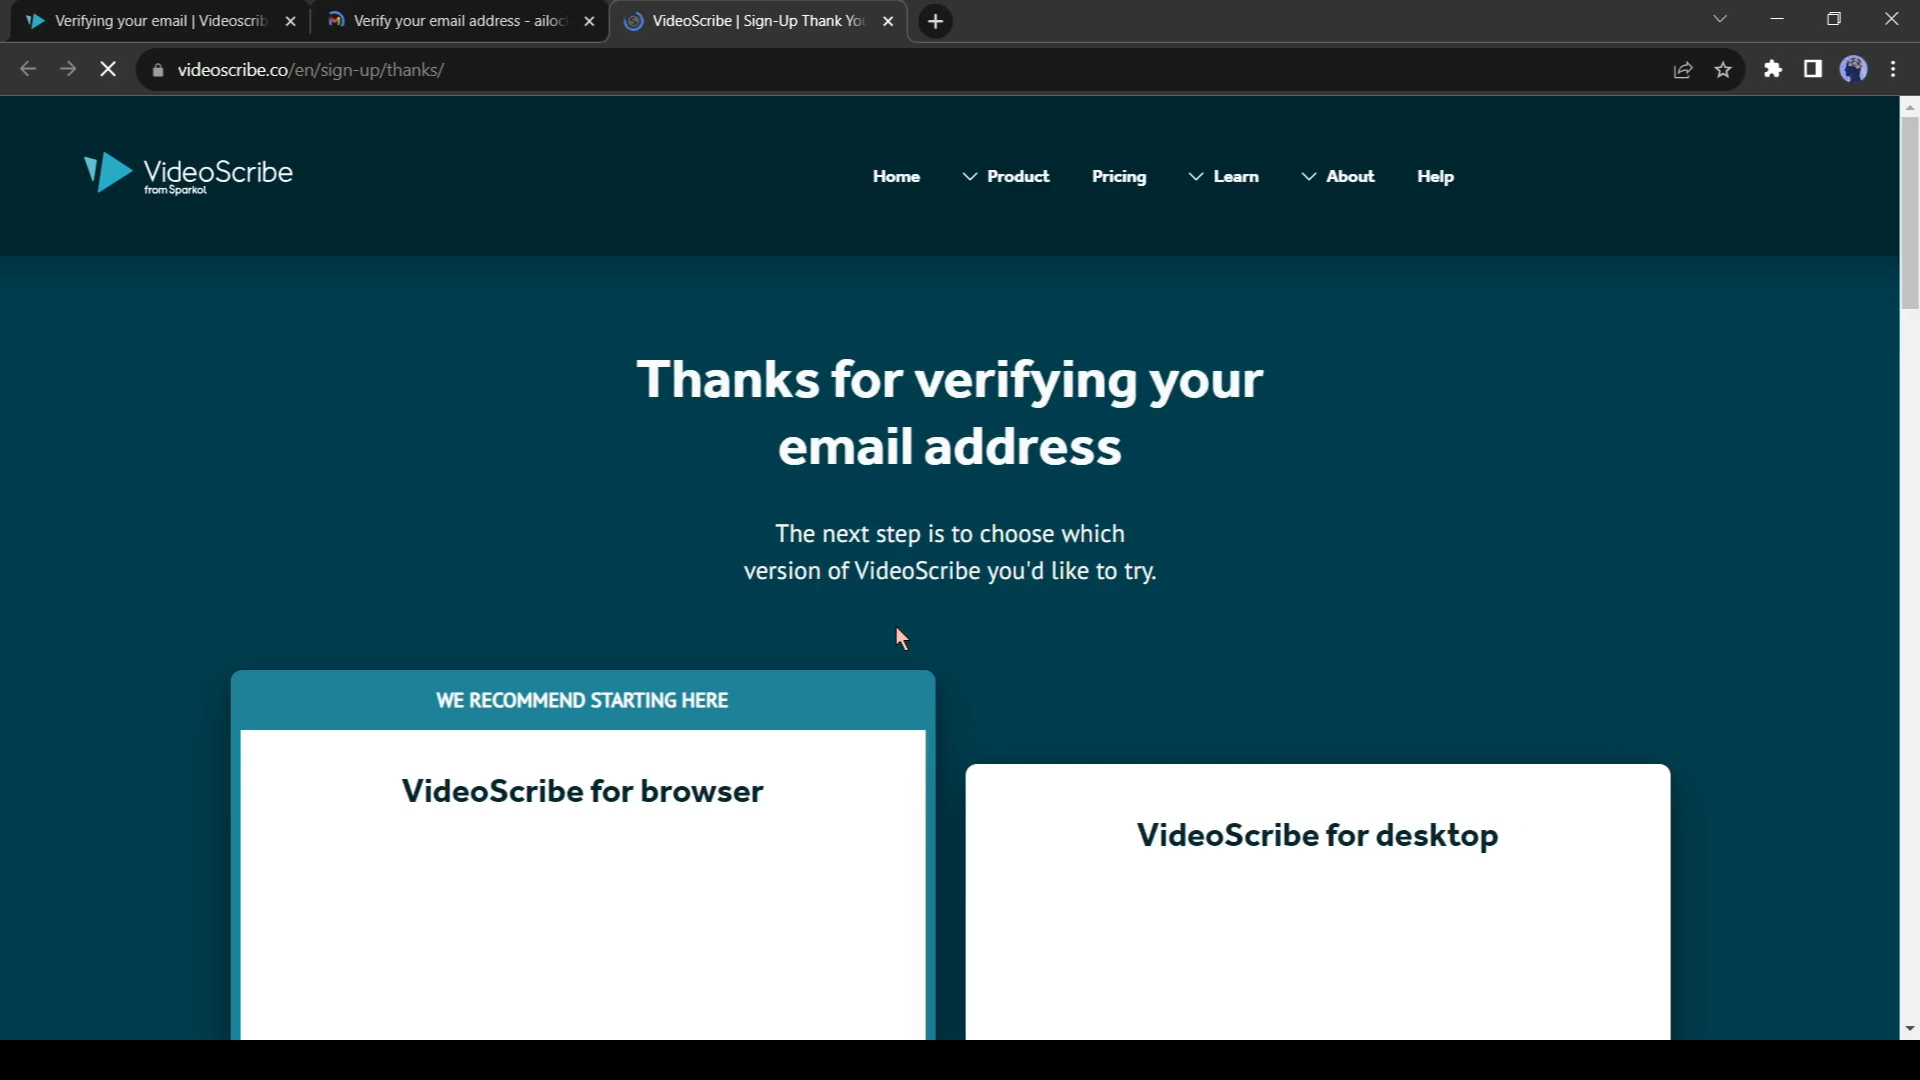 Verifying your email | Videoscrib
Verify your email address - ailoc
VideoScribe | Sign-Up Thank You
videoscribe.co/en/sign-up/thanks/
VideoScribe
from Sparkol
Home
Product
Pricing
Learn
About
Help
Thanks for verifying your
email address
The next step is to choose which
version of VideoScribe you'd like to try.
WE RECOMMEND STARTING HERE
VideoScribe for browser
VideoScribe for desktop